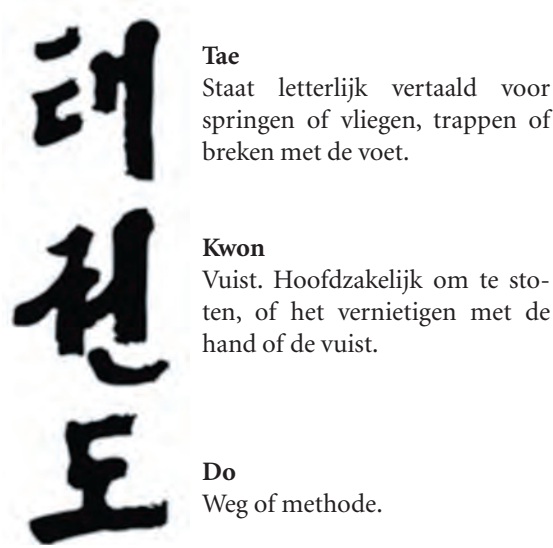 태
Tae
Staat letterlijk vertaald voor
springen of vliegen, trappen of
breken met de voet.
권
Kwon
Vuist. Hoofdzakelijk om te sto-
ten, of het vernietigen met de
hand of de vuist.
도
Do
Weg of methode.